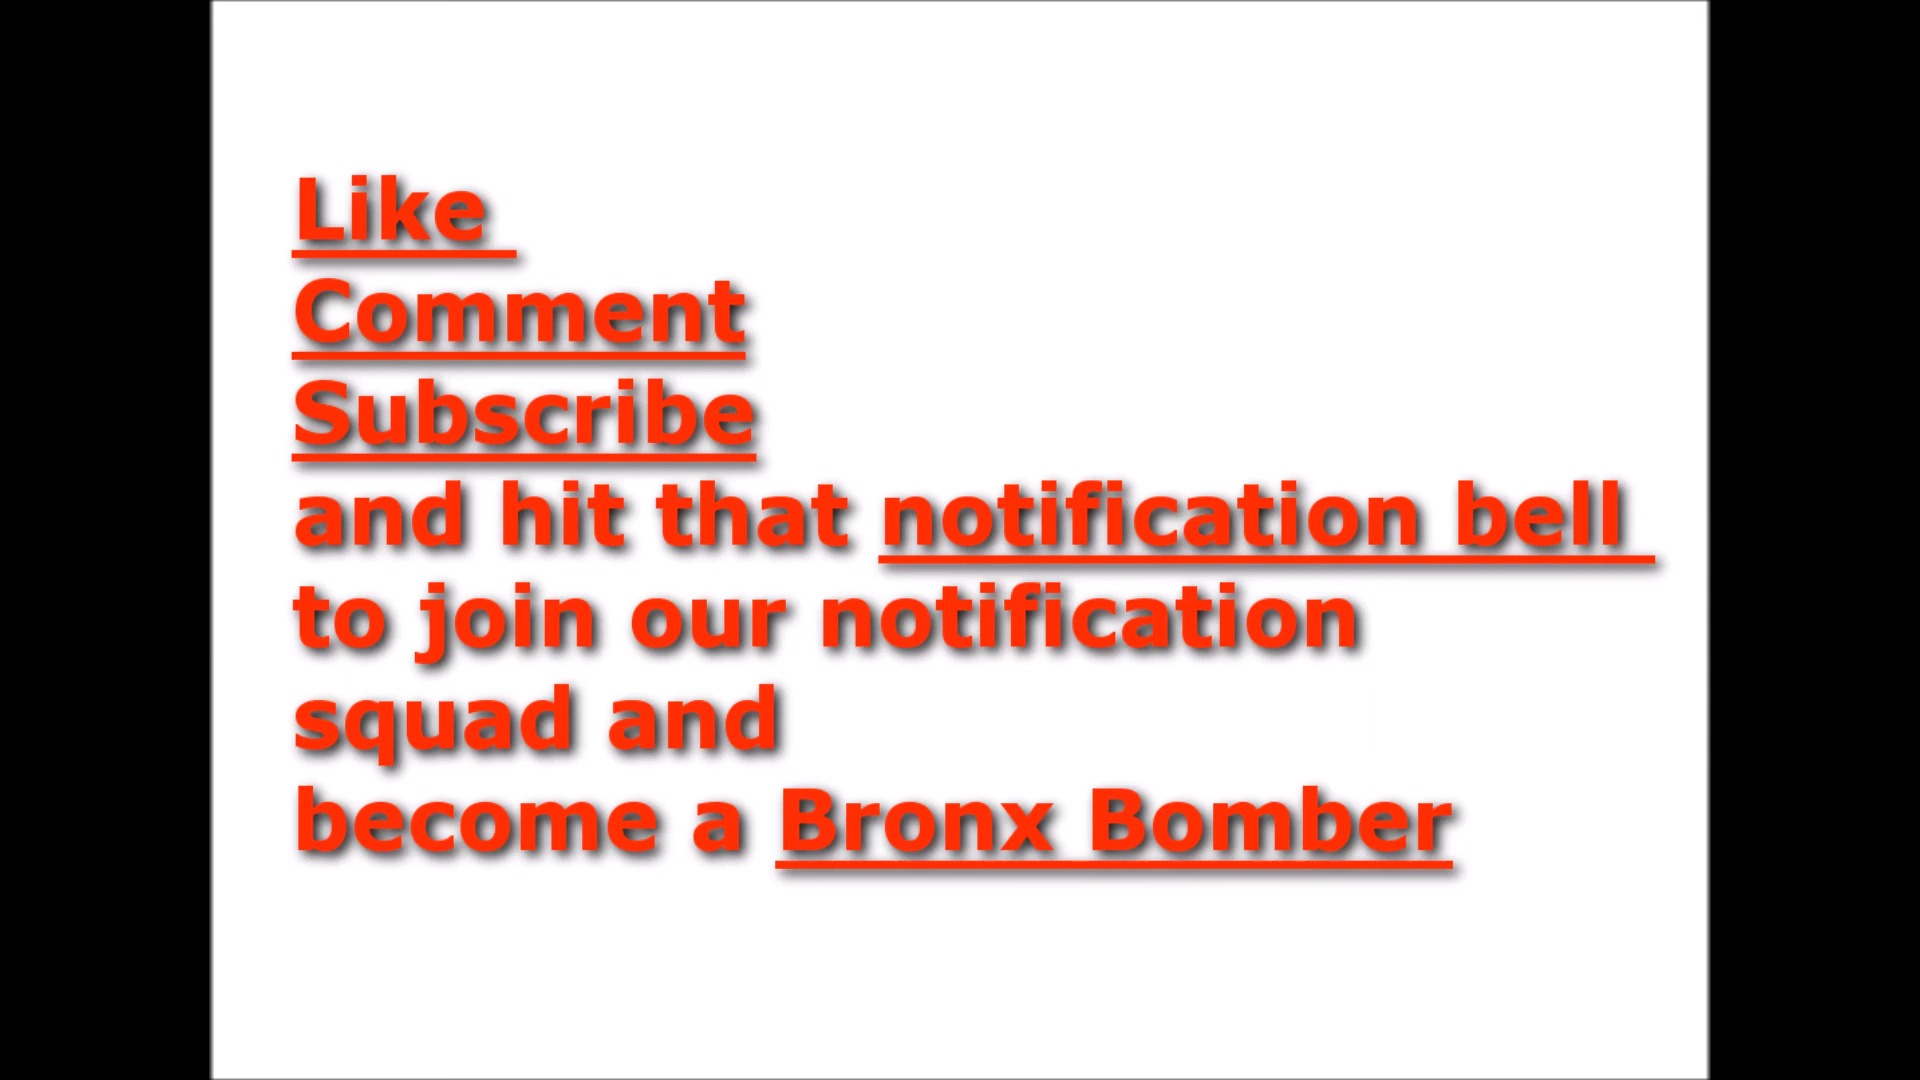 Like
Comment
Subscribe
and hit that notification bell
to join our notification
squad and
become a Bronx Bomber